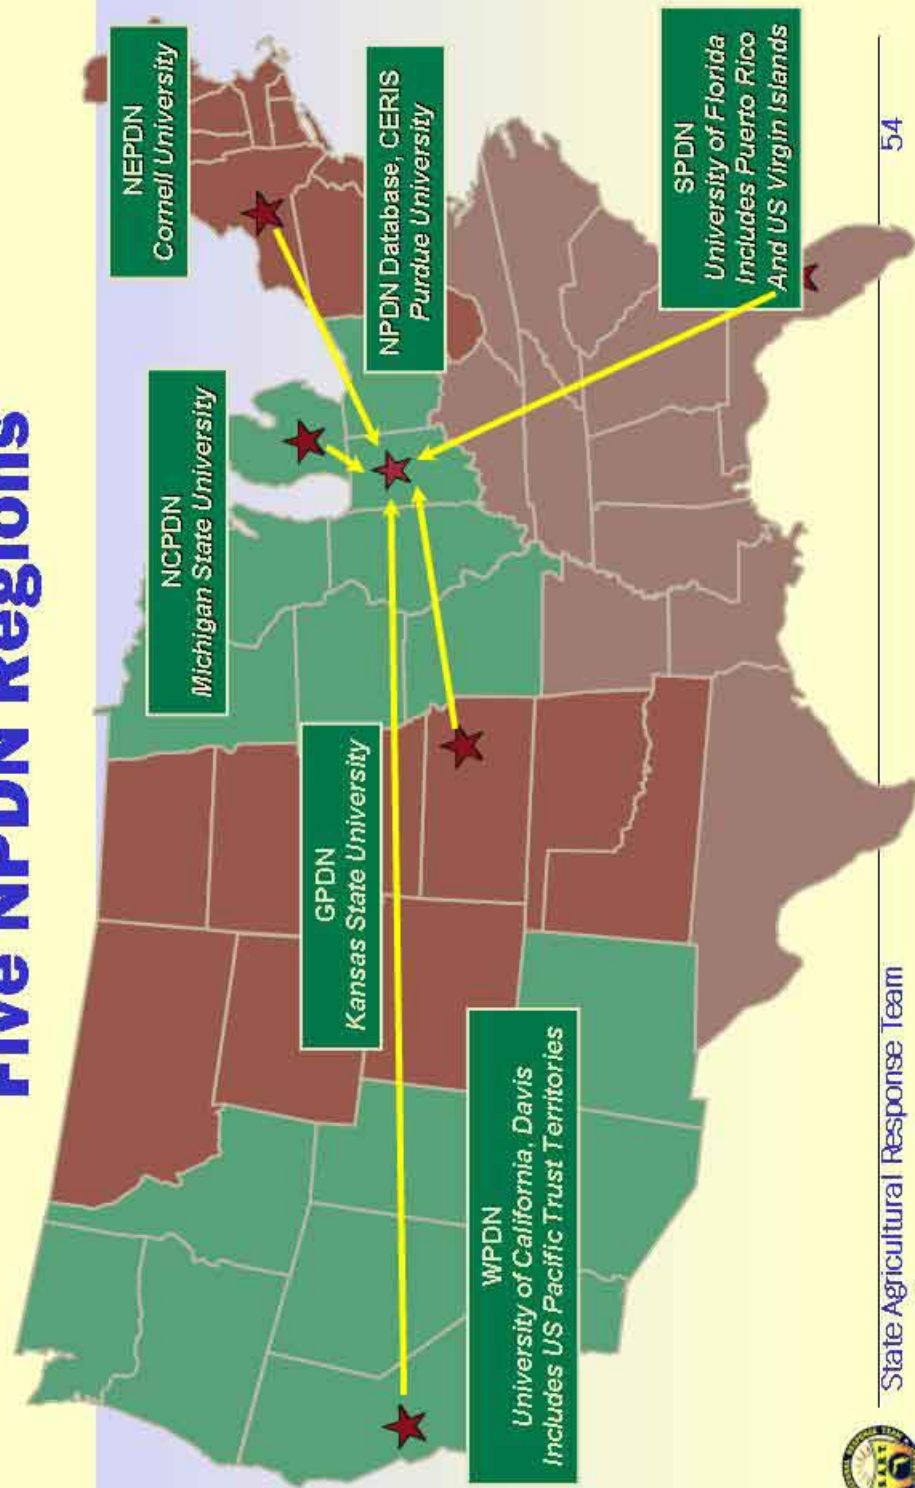 Five NPDN Regions
NEPDN
Cornell University
NCPDN
Michigan State University
NPDN Database, CERIS
Purdue University
GPDN
Kansas State University
WPDN
University of California, Davis
Includes US Pacific Trust Territories
SPDN
University of Florida
Includes Puerto Rico
And US Virgin Islands
State Agricultural Response Team
54